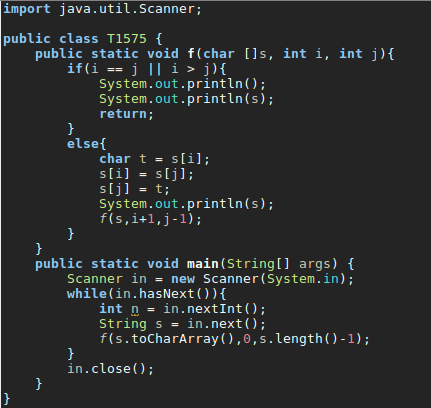 import java.util.Scanner;
public class T1575 {
    public static void f(char []s, int i, int j){
        if(i == j || i > j){
            System.out.println();
            System.out.println(s);
            return;
        }
        else{
            char t = s[i];
            s[i] = s[j];
            s[j] = t;
            System.out.println(s);
            f(s,i+1,j-1);
        }
    }
    public static void main(String[] args) {
        Scanner in = new Scanner(System.in);
        while(in.hasNext()){
            int n = in.nextInt();
            String s = in.next();
            f(s.toCharArray(),0,s.length()-1);
        }
        in.close();
    }
}